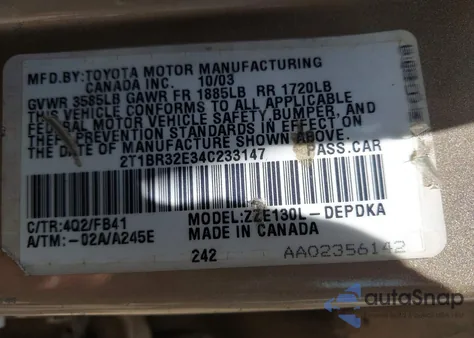 MFD.BY:TOYOTA MOTOR MANUFACTURING
CANADA INC. 10/03
GVWR 3585LB GAWR FR 1885LB RR 1720LB
THIS VEHICLE CONFORMS TO ALL APPLICABLE
FEDERAL MOTOR VEHICLE SAFETY, BUMPER, AND
THEFT PREVENTION STANDARDS IN EFFECT ON
THE DATE OF MANUFACTURE SHOWN ABOVE.
2T1BR32E34C233147 PASS.CAR
C/TR:4Q2/FB41 MODEL:ZZE130L-DEPDKA
A/TM:-02A/A245E MADE IN CANADA
242 AA02356142
autoSnap